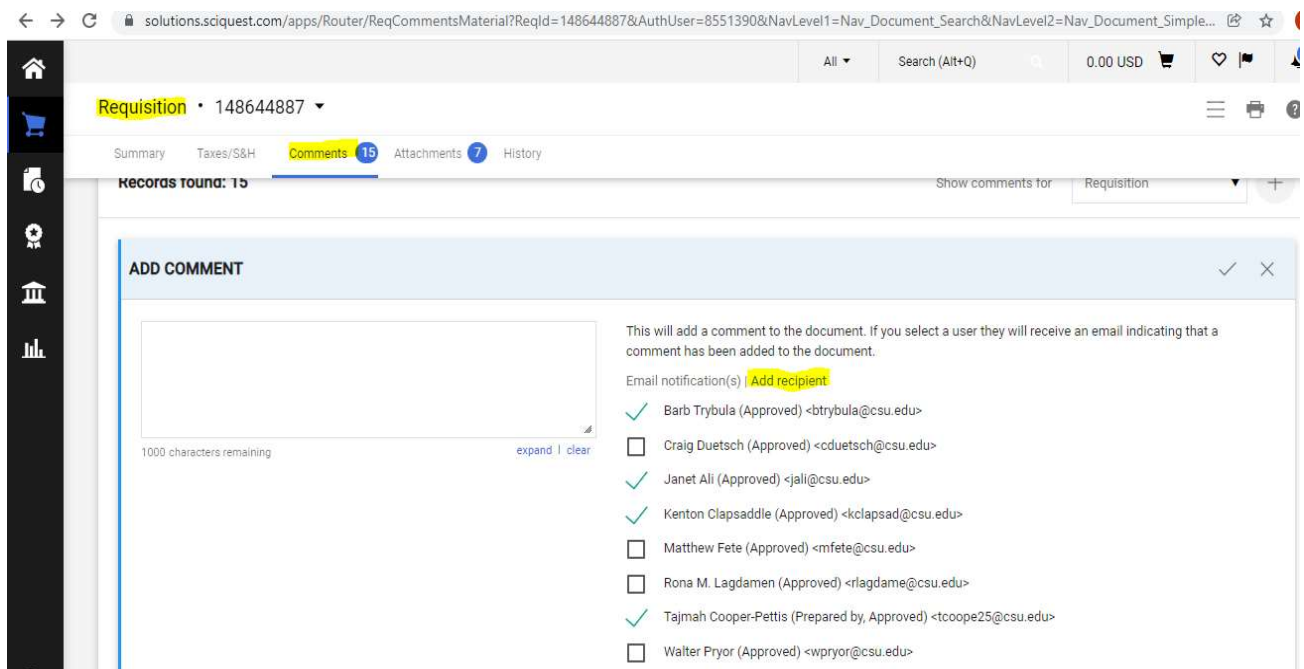 solutions.sciquest.com/apps/Router/ReqCommentsMaterial?ReqId=148644887&AuthUser=8551390&NavLevel1=Nav_Document_Search&NavLevel2=Nav_Document_Simple...
All Search (Alt+Q) 0.00 USD
Requisition • 148644887
Summary Taxes/S&H Comments 15 Attachments 7 History
Records found: 15 Show comments for Requisition
ADD COMMENT
This will add a comment to the document. If you select a user they will receive an email indicating that a
comment has been added to the document.
Email notification(s) | Add recipient
Barb Trybula (Approved) <btrybula@csu.edu>
1000 characters remaining expand | clear
Craig Duetsch (Approved) <cduetsch@csu.edu>
Janet Ali (Approved) <jali@csu.edu>
Kenton Clapsaddle (Approved) <kclapsad@csu.edu>
Matthew Fete (Approved) <mfete@csu.edu>
Rona M. Lagdamen (Approved) <rlagdame@csu.edu>
Tajmah Cooper-Pettis (Prepared by, Approved) <tcoope25@csu.edu>
Walter Pryor (Approved) <wpryor@csu.edu>